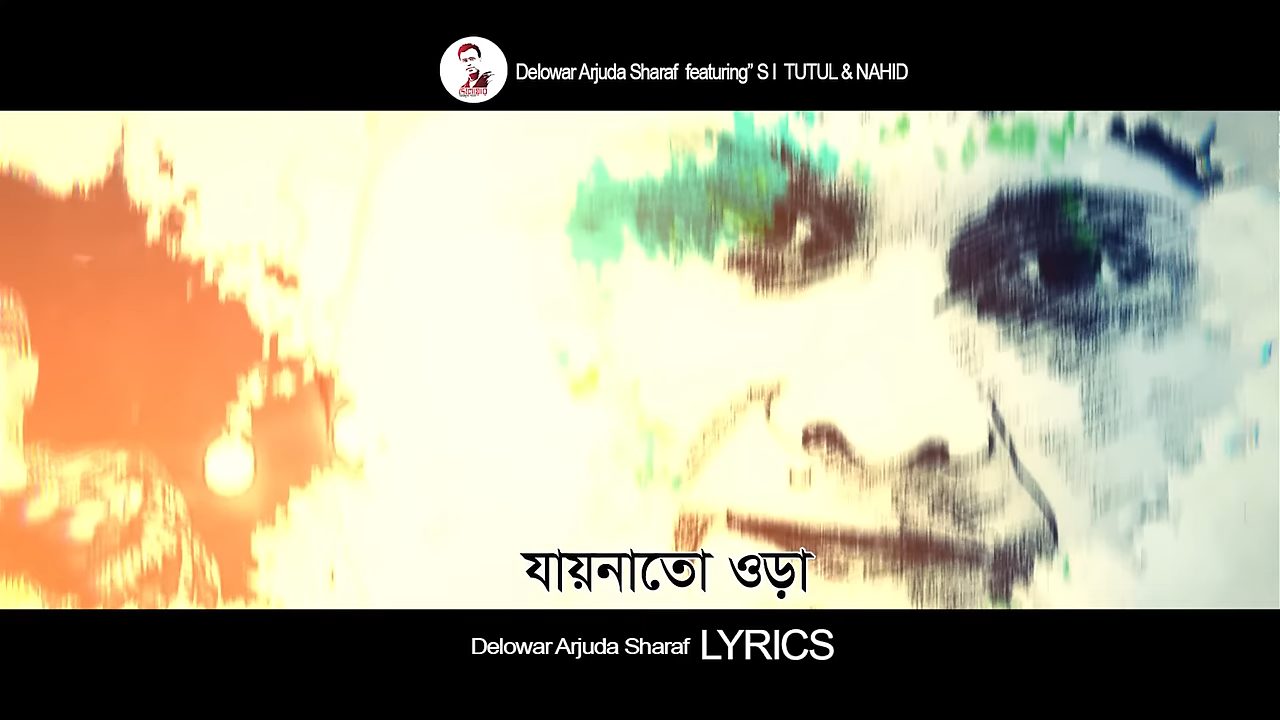 Delowar Arjuda Sharaf featuring” S I TUTUL & NAHID
যায়নাতো ওড়া
Delowar Arjuda Sharaf LYRICS